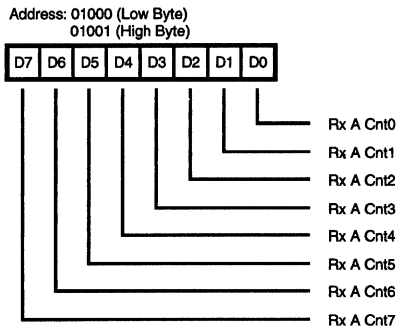 Address: 01000 (Low Byte)
01001 (High Byte)
D7 D6 D5 D4 D3 D2 D1 D0
Rx A Cnt0
Rx A Cnt1
Rx A Cnt2
Rx A Cnt3
Rx A Cnt4
Rx A Cnt5
Rx A Cnt6
Rx A Cnt7